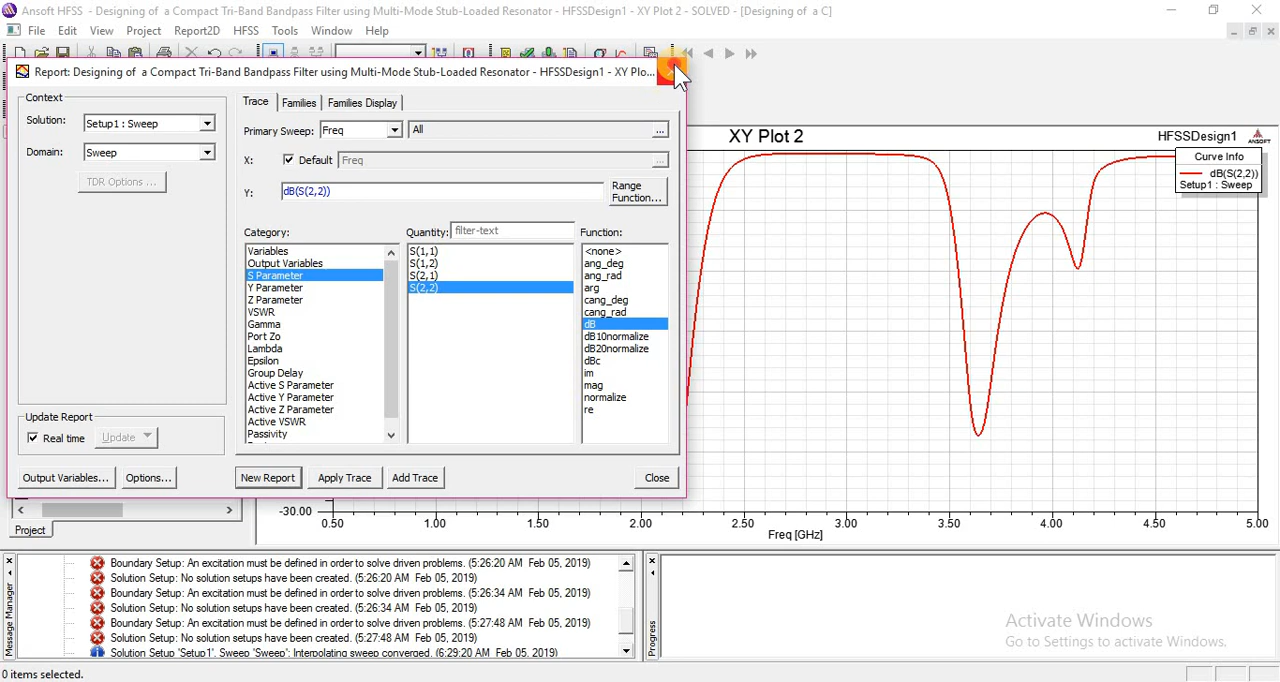 Ansoft HFSS - Designing of a Compact Tri-Band Bandpass Filter using Multi-Mode Stub-Loaded Resonator - HFSSDesign1 - XY Plot 2 - SOLVED - [Designing of a C]
File Edit View Project Report2D HFSS Tools Window Help
Report: Designing of a Compact Tri-Band Bandpass Filter using Multi-Mode Stub-Loaded Resonator - HFSSDesign1 - XY Plo...
Context
Solution: Setup1 : Sweep
Domain: Sweep
TDR Options ...
Update Report
Real time Update
Output Variables... Options...
Trace Families Families Display
Primary Sweep: Freq All ...
X: Default Freq ...
Y: dB(S(2,2))
Range
Function...
Category:
Variables
Output Variables
S Parameter
Y Parameter
Z Parameter
VSWR
Gamma
Port Zo
Lambda
Epsilon
Group Delay
Active S Parameter
Active Y Parameter
Active Z Parameter
Active VSWR
Passivity
Quantity: filter-text
S(1,1)
S(1,2)
S(2,1)
S(2,2)
Function:
<none>
ang_deg
ang_rad
arg
cang_deg
cang_rad
dB
dB10normalize
dB20normalize
dBc
im
mag
normalize
re
New Report Apply Trace Add Trace Close
XY Plot 2
HFSSDesign1
ANSOFT
Curve Info
dB(S(2,2))
Setup1 : Sweep
-30.00
0.50 1.00 1.50 2.00 2.50 3.00 3.50 4.00 4.50 5.00
Freq [GHz]
Project
Message Manager
Boundary Setup: An excitation must be defined in order to solve driven problems. (5:26:20 AM Feb 05, 2019)
Solution Setup: No solution setups have been created. (5:26:20 AM Feb 05, 2019)
Boundary Setup: An excitation must be defined in order to solve driven problems. (5:26:34 AM Feb 05, 2019)
Solution Setup: No solution setups have been created. (5:26:34 AM Feb 05, 2019)
Boundary Setup: An excitation must be defined in order to solve driven problems. (5:27:48 AM Feb 05, 2019)
Solution Setup: No solution setups have been created. (5:27:48 AM Feb 05, 2019)
Solution Setup 'Setup1', Sweep 'Sweep': Interpolating sweep converged. 20 AM Feb 05, 2019)
Progress
Activate Windows
Go to Settings to activate Windows.
0 items selected.